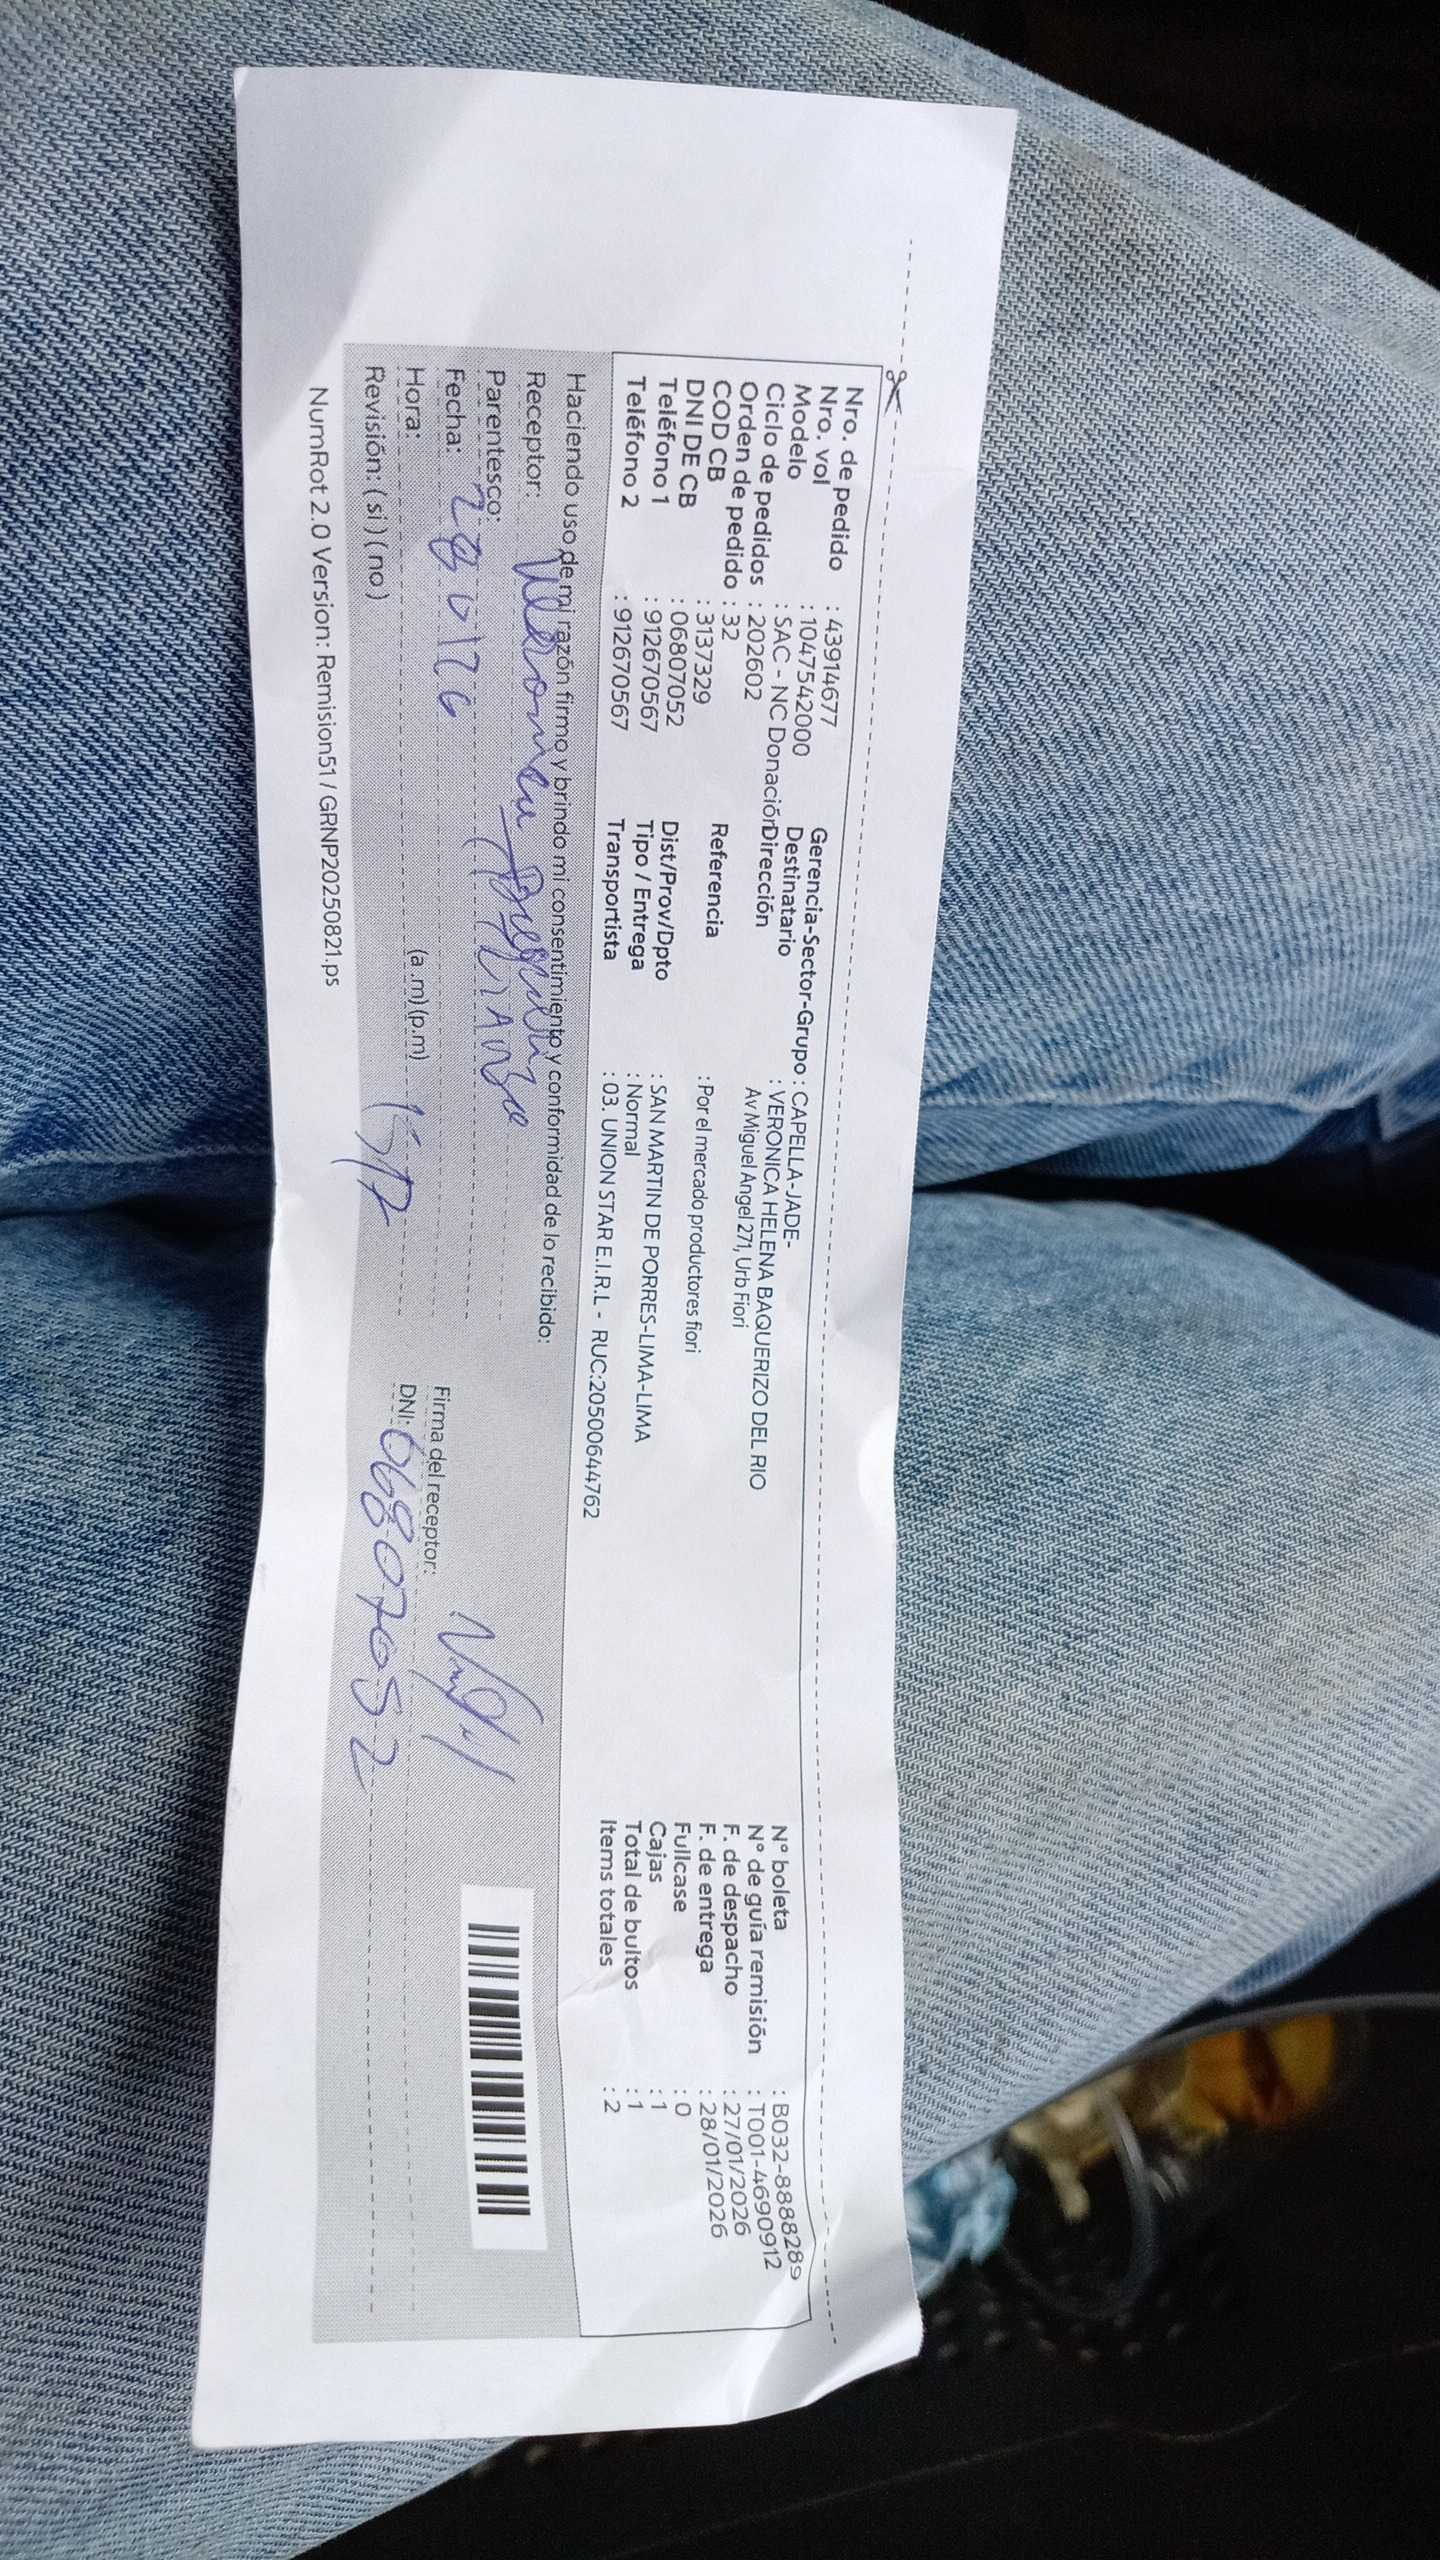 Nro. de pedido : 43914677
Nro. vol : 1047542000
Modelo : SAC - NC Donación
Ciclo de pedidos : 202602
Orden de pedido : 32
COD CB : 3137329
DNI DE CB : 06807052
Teléfono 1 : 912670567
Teléfono 2 : 912670567
Gerencia-Sector-Grupo : CAPELLA-JADE-
Destinatario : VERONICA HELENA BAQUERIZO DEL RIO
Dirección Av Miguel Angel 271, Urb Fiori
Referencia : Por el mercado productores fiori
Dist/Prov/Dpto : SAN MARTIN DE PORRES-LIMA-LIMA
Tipo / Entrega : Normal
Transportista : 03. UNION STAR E.I.R.L - RUC:20500644762
N° boleta : B032-88888289
N° de guía remisión : T001-4690912
F. de despacho : 27/01/2026
F. de entrega : 28/01/2026
Fullcase : 0
Cajas : 1
Total de bultos : 1
Items totales : 2
Haciendo uso de mi razón firmo y brindo mi consentimiento y conformidad de lo recibido:
Receptor:
Parentesco:
Fecha: 28 01 26
Hora: (a .m) (p.m)
Revisión: ( si ) ( no )
Firma del receptor:
DNI: 06807052
NumRot 2.0 Version: Remision51 / GRNP20250821.ps